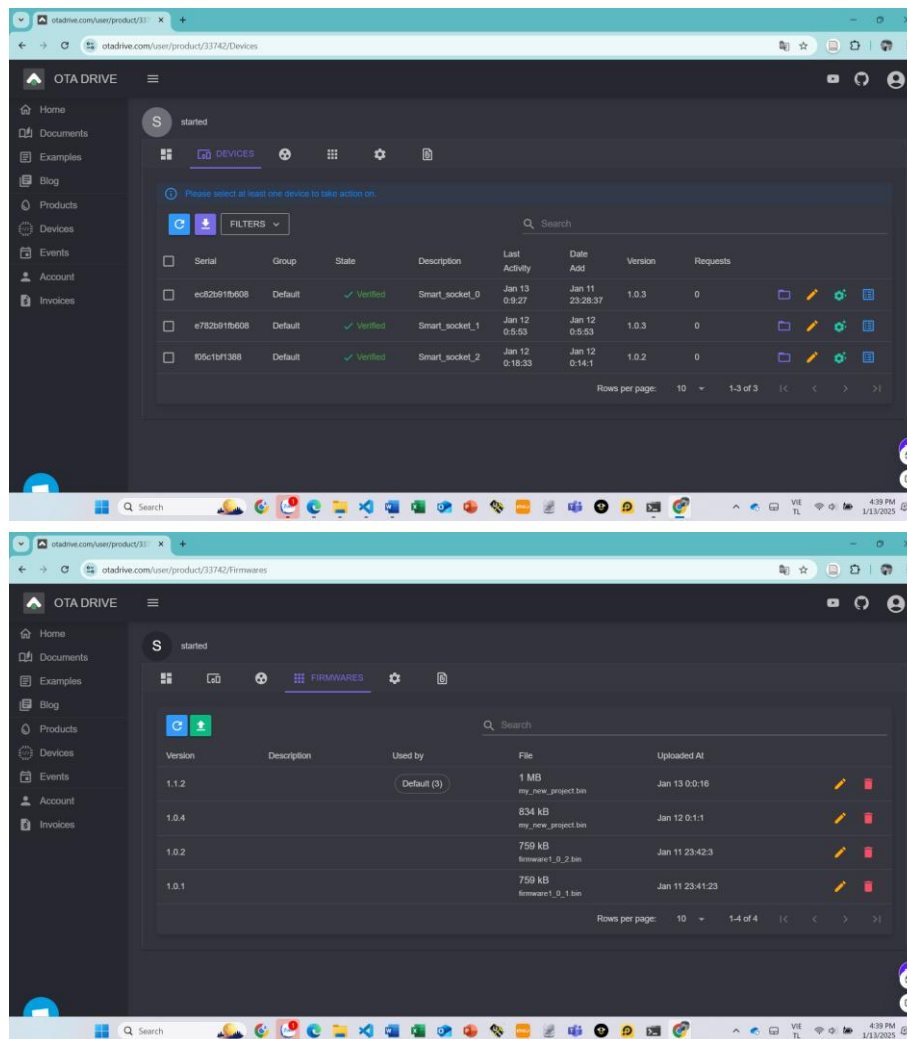 otadrive.com/user/product/33
otadrive.com/user/product/33742/Devices
OTA DRIVE
Home
Documents
Examples
Blog
Products
Devices
Events
Account
Invoices
S started
DEVICES
Please select at least one device to take action on.
FILTERS Search
Serial Group State Description Last Activity Date Add Version Requests
ec82b91fb608 Default Verified Smart_socket_0 Jan 13 0:9:27 Jan 11 23:28:37 1.0.3 0
e782b91fb608 Default Verified Smart_socket_1 Jan 12 0:5:53 Jan 12 0:5:53 1.0.3 0
f05c1bf1388 Default Verified Smart_socket_2 Jan 12 0:18:33 Jan 12 0:14:1 1.0.2 0
Rows per page: 10 1-3 of 3
Search VIE TL 4:39 PM 1/13/2025
otadrive.com/user/product/33
otadrive.com/user/product/33742/Firmwares
OTA DRIVE
Home
Documents
Examples
Blog
Products
Devices
Events
Account
Invoices
S started
FIRMWARES
Search
Version Description Used by File Uploaded At
1.1.2 Default (3) 1 MB my_new_project.bin Jan 13 0:0:16
1.0.4 834 kB my_new_project.bin Jan 12 0:1:1
1.0.2 759 kB firmware1_0_2.bin Jan 11 23:42:3
1.0.1 759 kB firmware1_0_1.bin Jan 11 23:41:23
Rows per page: 10 1-4 of 4
Search VIE TL 4:39 PM 1/13/2025